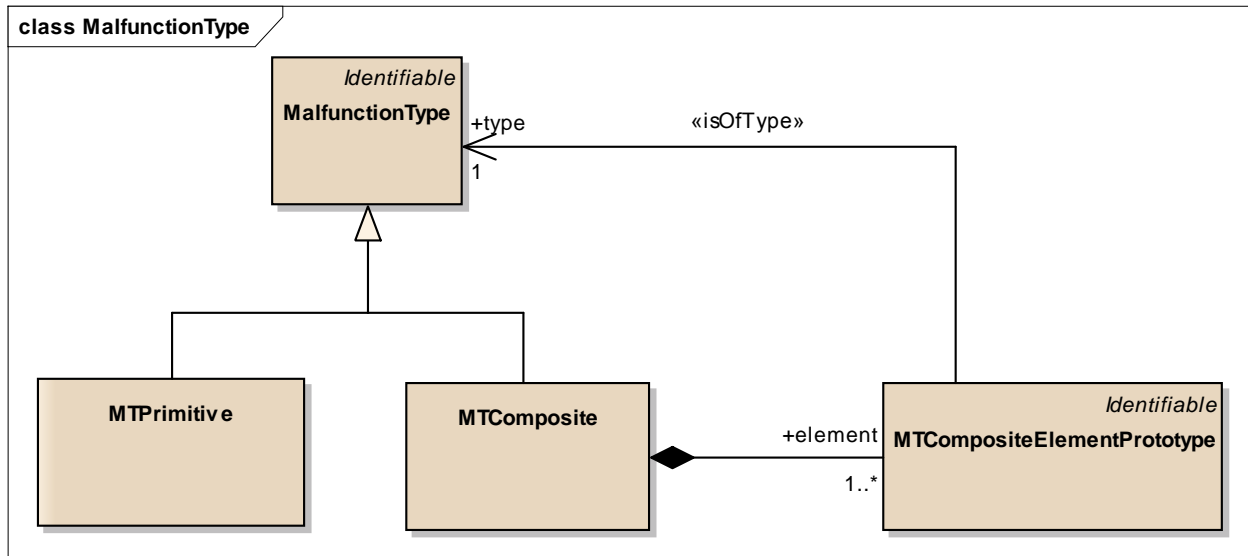 class MalfunctionType
Identifiable
MalfunctionType
+type
«isOfType»
1
MTPrimitive
MTComposite
+element
1..*
Identifiable
MTCompositeElementPrototype